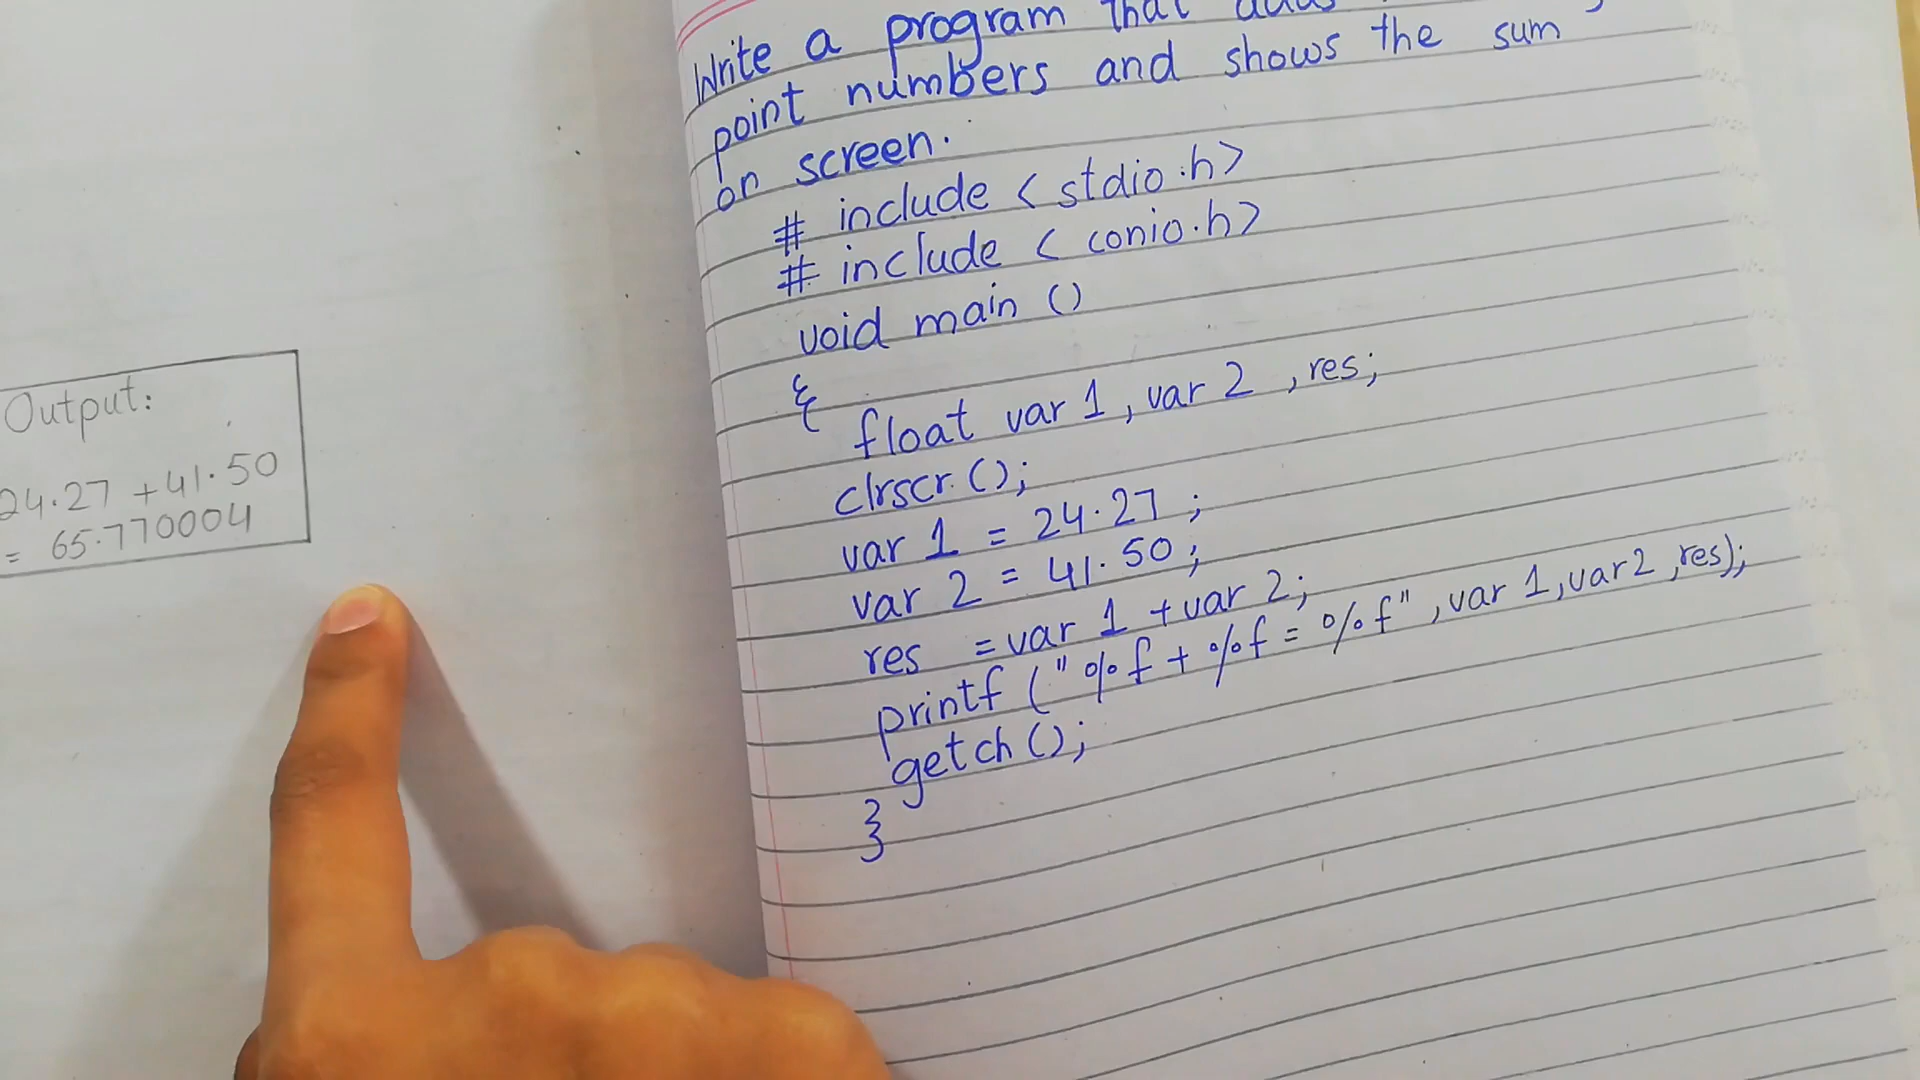 Output:
24.27 + 41.50
= 65.770004
Write a program that adds
point numbers and shows the sum
on screen.
# include < stdio.h>
# include < conio.h>
void main ()
{
float var 1, var 2, res;
clrscr ();
var 1 = 24.27 ;
var 2 = 41.50 ;
res = var 1 + var 2;
printf (" %f + %f = %f" , var 1, var2 , res);
getch ();
}